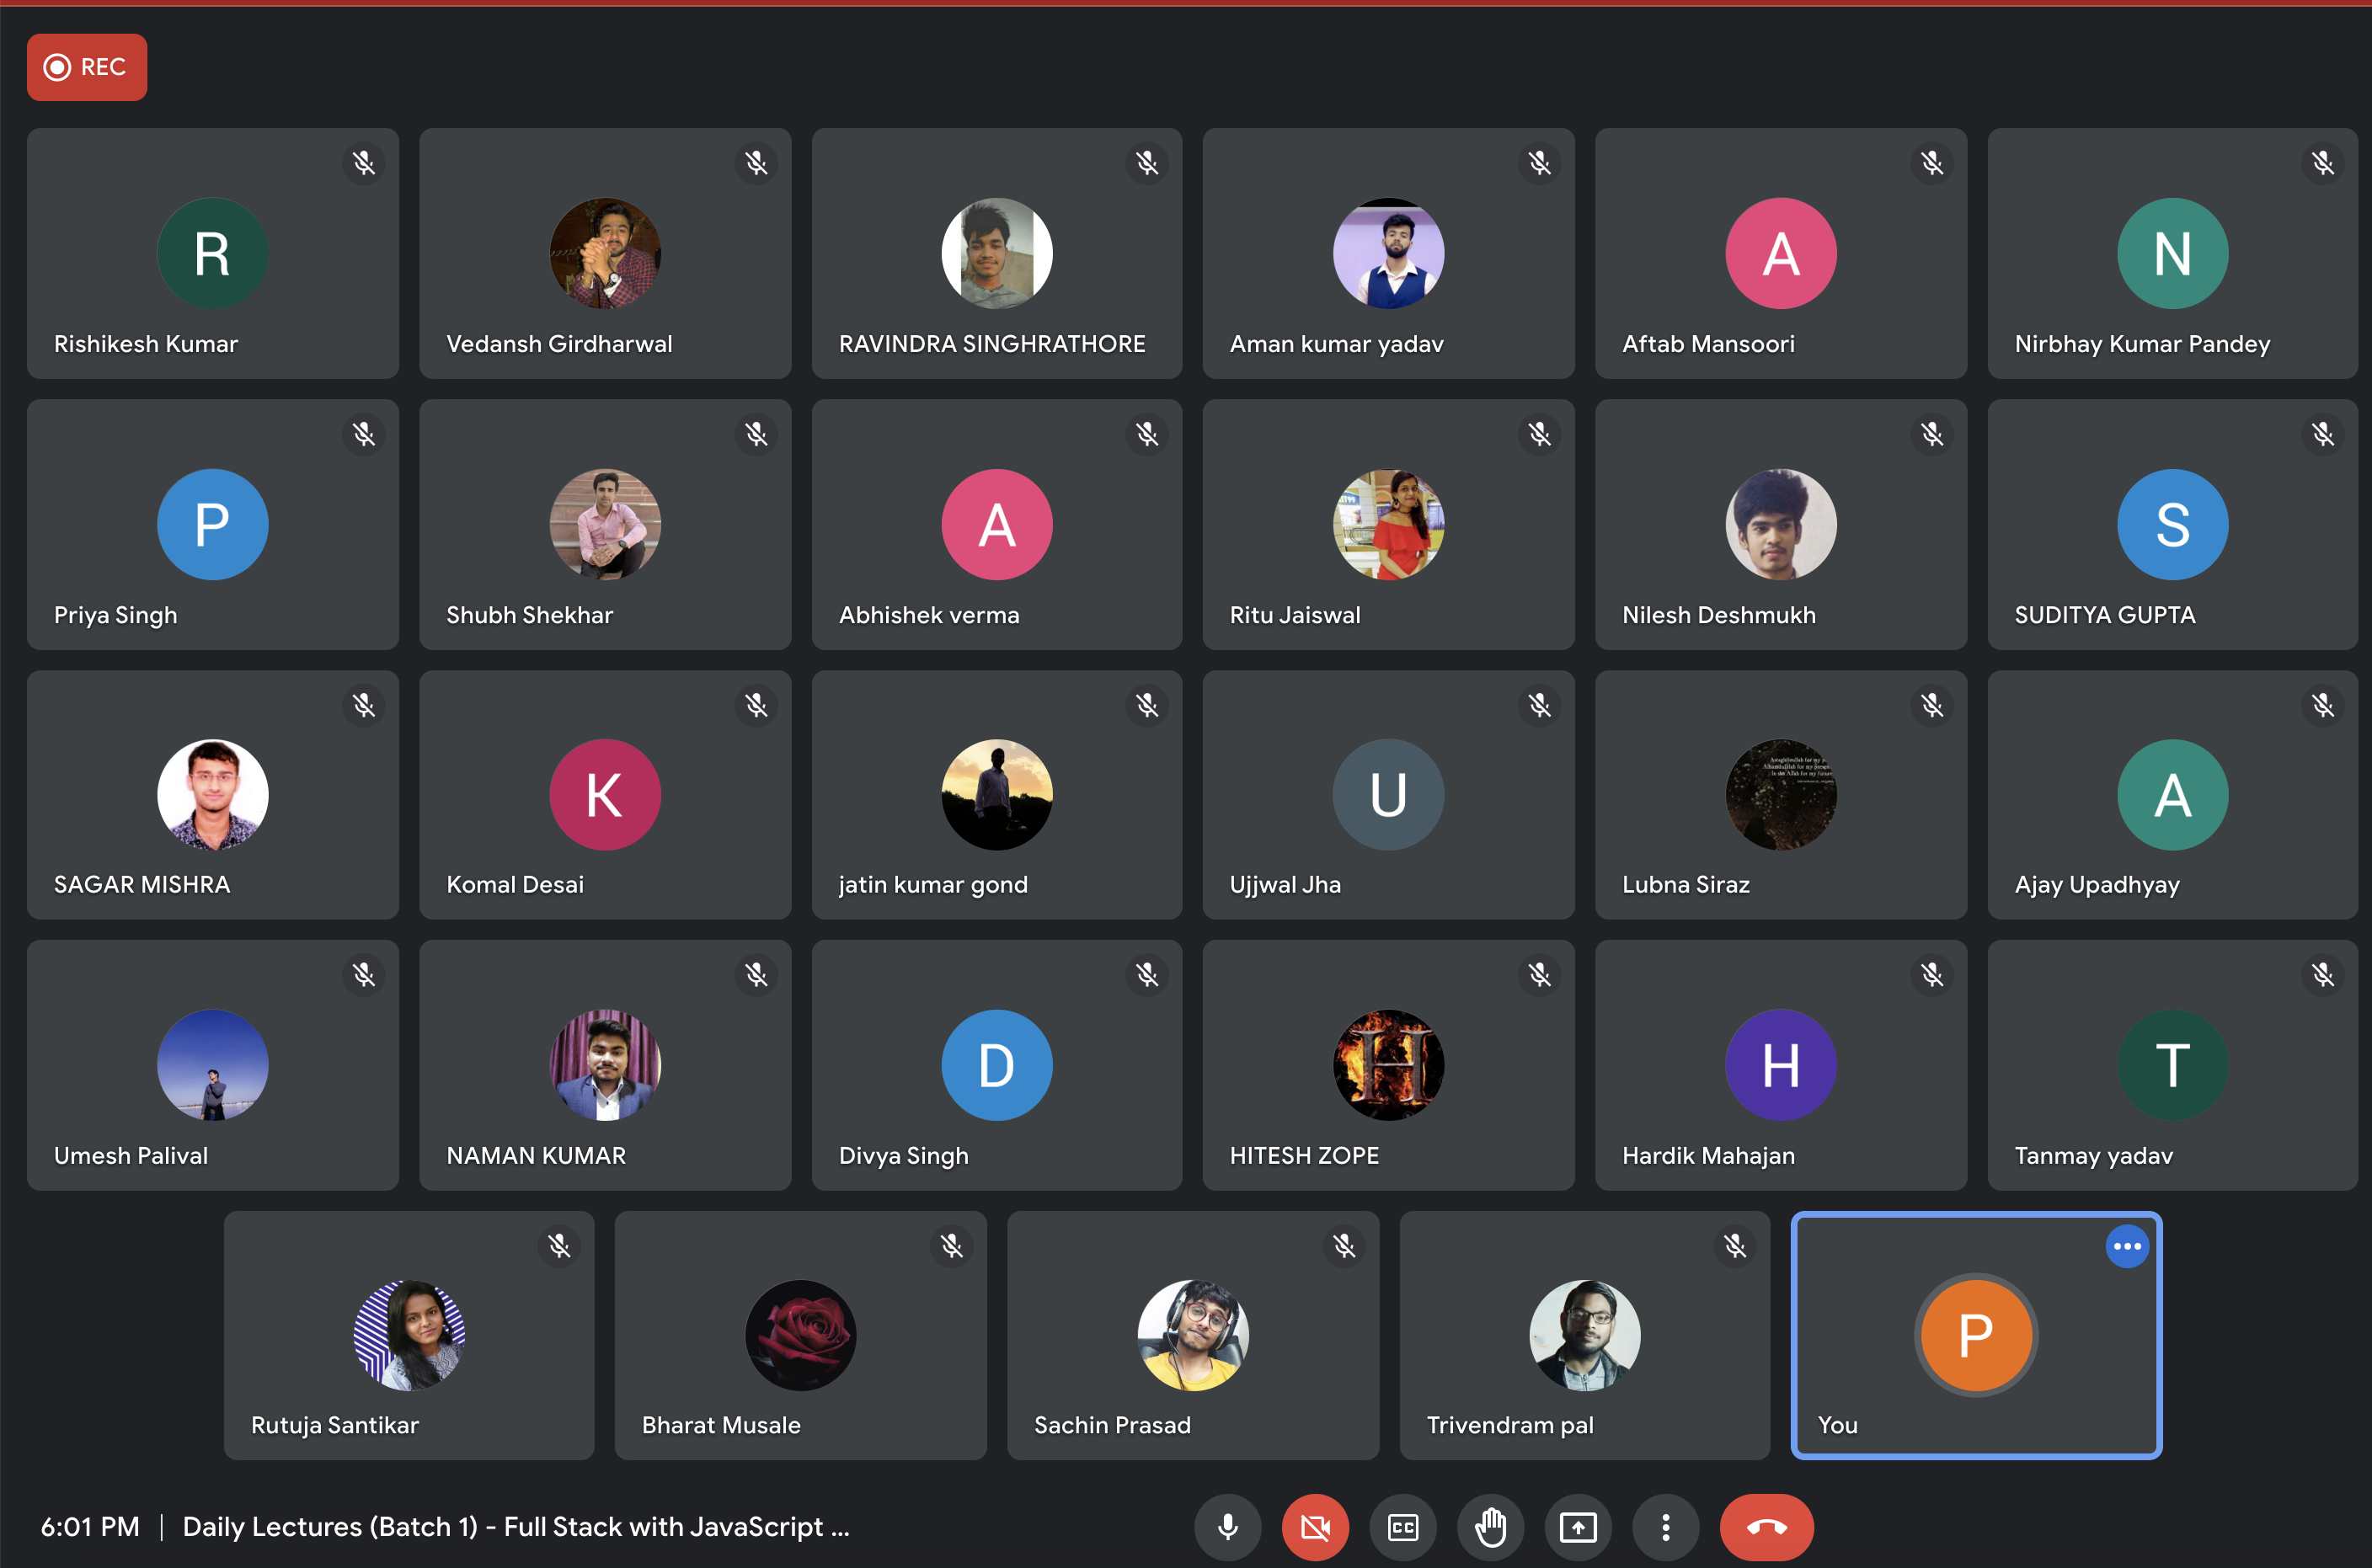 REC
R
Rishikesh Kumar
Vedansh Girdharwal
RAVINDRA SINGHRATHORE
Aman kumar yadav
A
Aftab Mansoori
N
Nirbhay Kumar Pandey
P
Priya Singh
Shubh Shekhar
A
Abhishek verma
Ritu Jaiswal
Nilesh Deshmukh
S
SUDITYA GUPTA
SAGAR MISHRA
K
Komal Desai
jatin kumar gond
U
Ujjwal Jha
Lubna Siraz
A
Ajay Upadhyay
Umesh Palival
NAMAN KUMAR
D
Divya Singh
H
HITESH ZOPE
H
Hardik Mahajan
T
Tanmay yadav
Rutuja Santikar
Bharat Musale
Sachin Prasad
Trivendram pal
P
You
6:01 PM | Daily Lectures (Batch 1) - Full Stack with JavaScript ...
CC